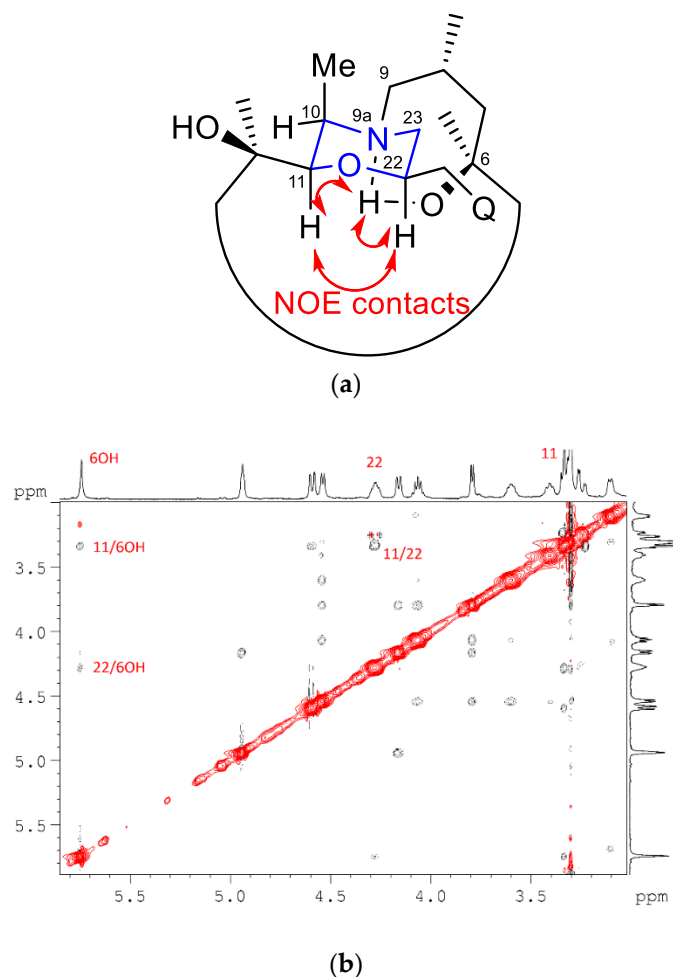 Me
9
10
9a
23
H
N
HO
6
O
22
11
H
O
Q
H
H
NOE contacts
(a)
6OH
22
11
ppm
11/6OH
11/22
3.5
4.0
22/6OH
4.5
5.0
5.5
5.5
5.0
4.5
4.0
3.5
ppm
(b)